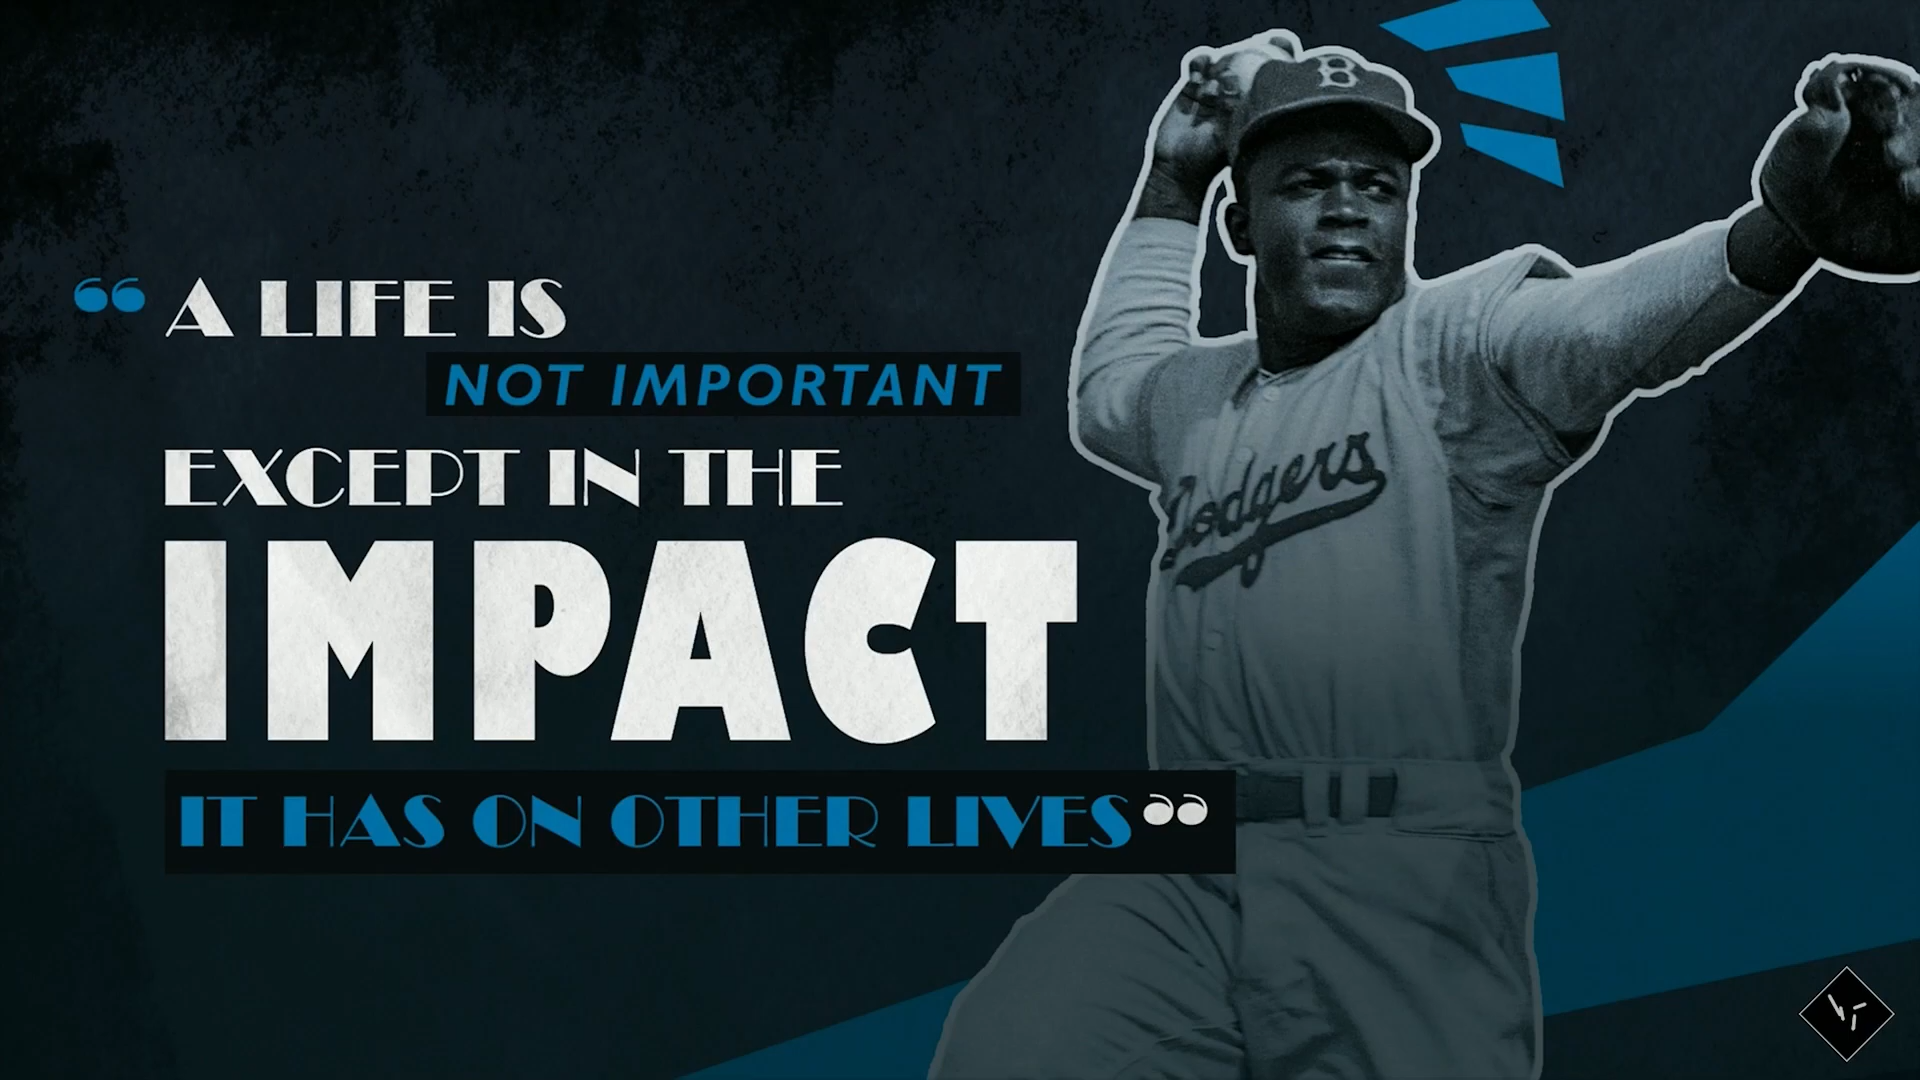 B
“A LIFE IS
NOT IMPORTANT
EXCEPT IN THE
IMPACT
IT HAS ON OTHER LIVES”
Dodgers